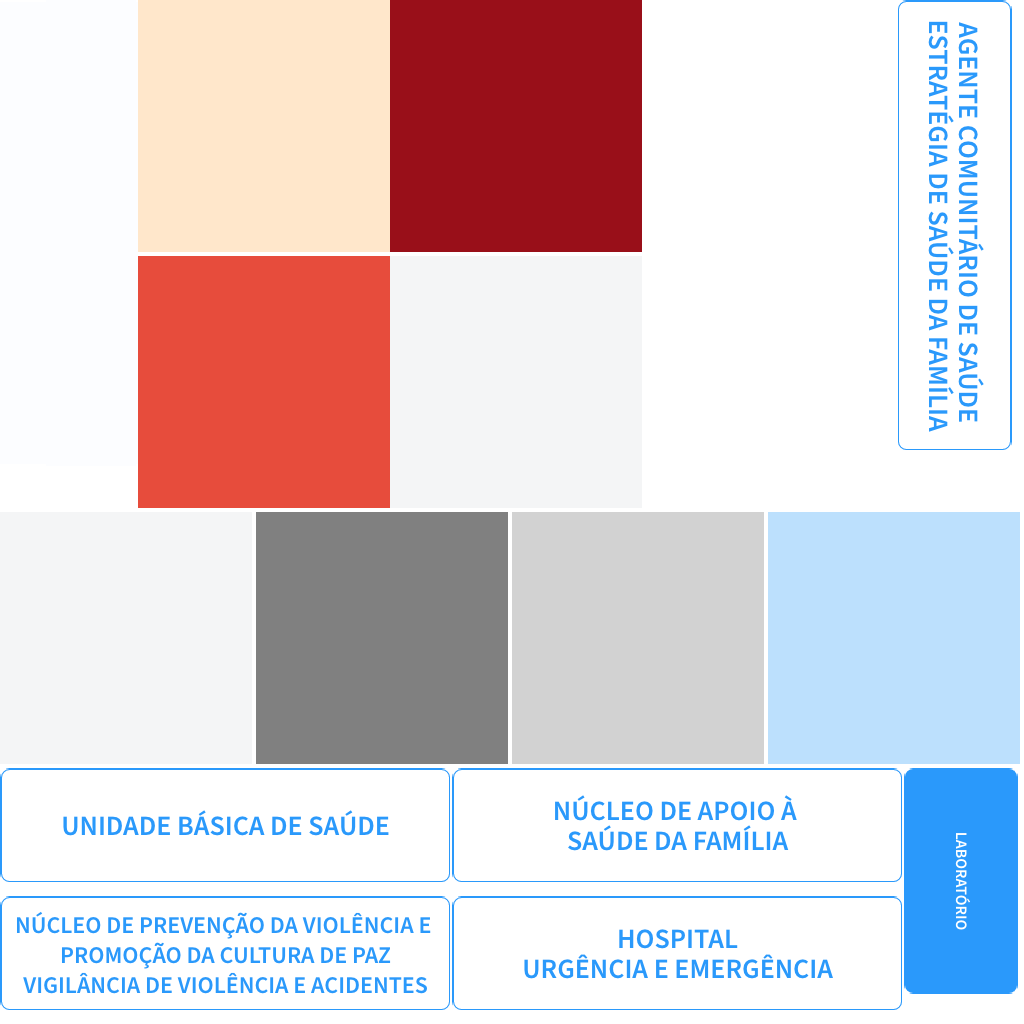 AGENTE COMUNITÁRIO DE SAÚDE
ESTRATÉGIA DE SAÚDE DA FAMÍLIA
UNIDADE BÁSICA DE SAÚDE
NÚCLEO DE APOIO À
SAÚDE DA FAMÍLIA
LABORATÓRIO
NÚCLEO DE PREVENÇÃO DA VIOLÊNCIA E
PROMOÇÃO DA CULTURA DE PAZ
VIGILÂNCIA DE VIOLÊNCIA E ACIDENTES
HOSPITAL
URGÊNCIA E EMERGÊNCIA